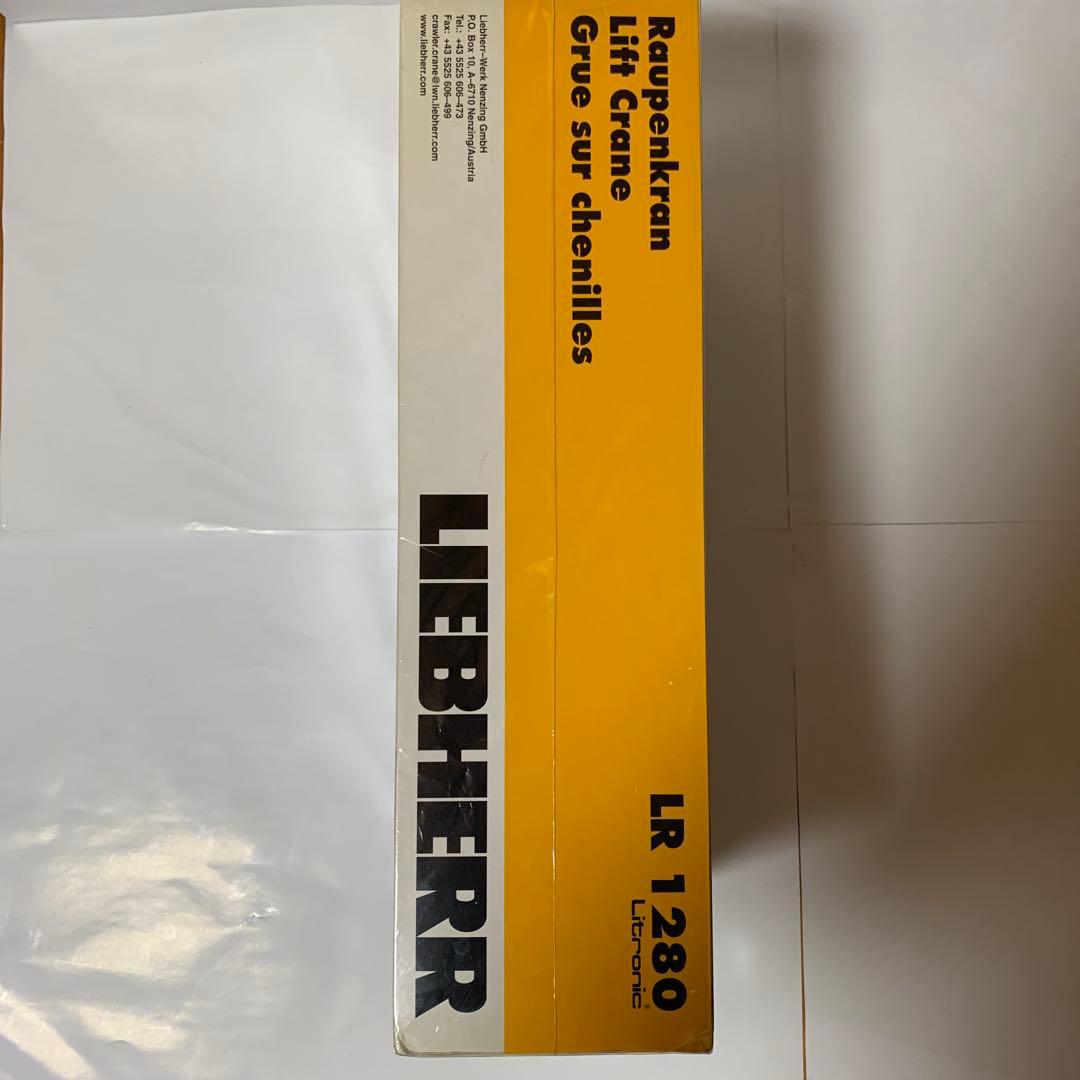 Raupenkran
Lift Crane
Grue sur chenilles
LR 1280
Litronic®
Liebherr-Werk Nenzing GmbH
P.O. Box 10, A-6710 Nenzing/Austria
Tel.: +43 5525 606-473
Fax: +43 5525 606-499
crawler.crane@lwn.liebherr.com
www.liebherr.com
LIEBHERR